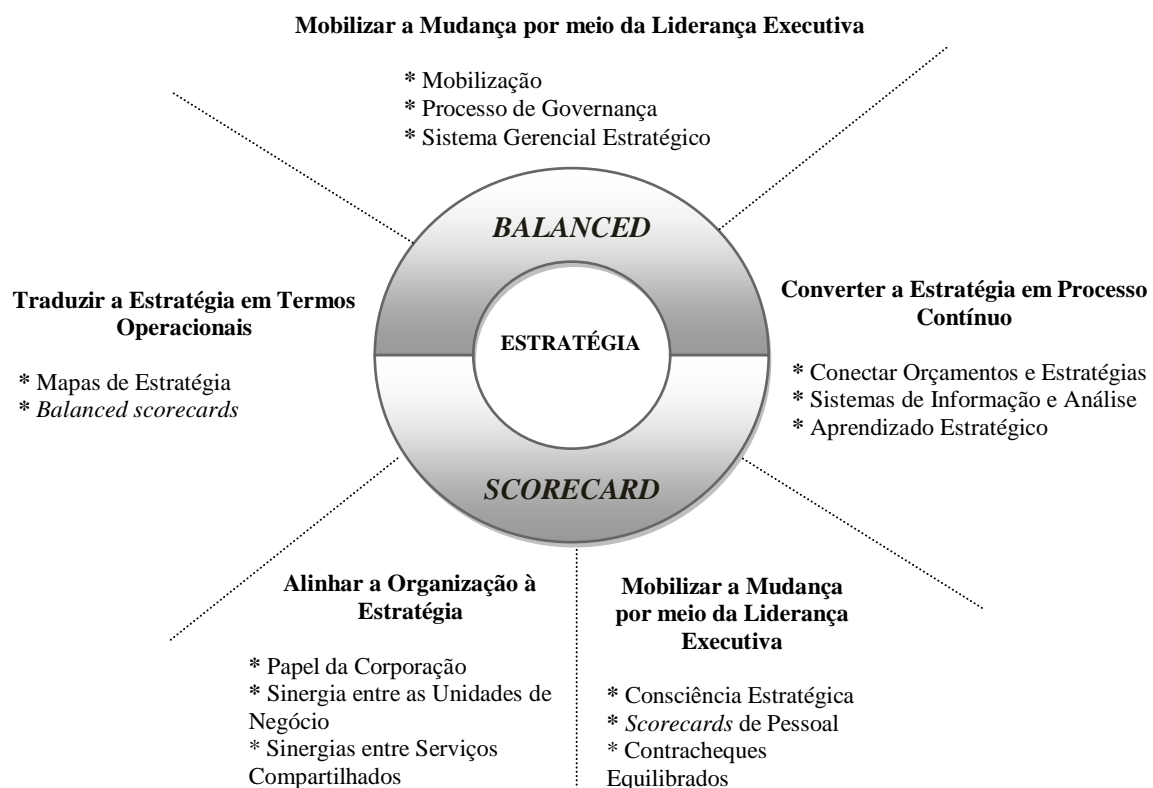 Mobilizar a Mudança por meio da Liderança Executiva
* Mobilização
* Processo de Governança
* Sistema Gerencial Estratégico
BALANCED
ESTRATÉGIA
SCORECARD
Traduzir a Estratégia em Termos
Operacionais
* Mapas de Estratégia
* Balanced scorecards
Converter a Estratégia em Processo
Contínuo
* Conectar Orçamentos e Estratégias
* Sistemas de Informação e Análise
* Aprendizado Estratégico
Alinhar a Organização à
Estratégia
* Papel da Corporação
* Sinergia entre as Unidades de
Negócio
* Sinergias entre Serviços
Compartilhados
Mobilizar a Mudança
por meio da Liderança
Executiva
* Consciência Estratégica
* Scorecards de Pessoal
* Contracheques
Equilibrados